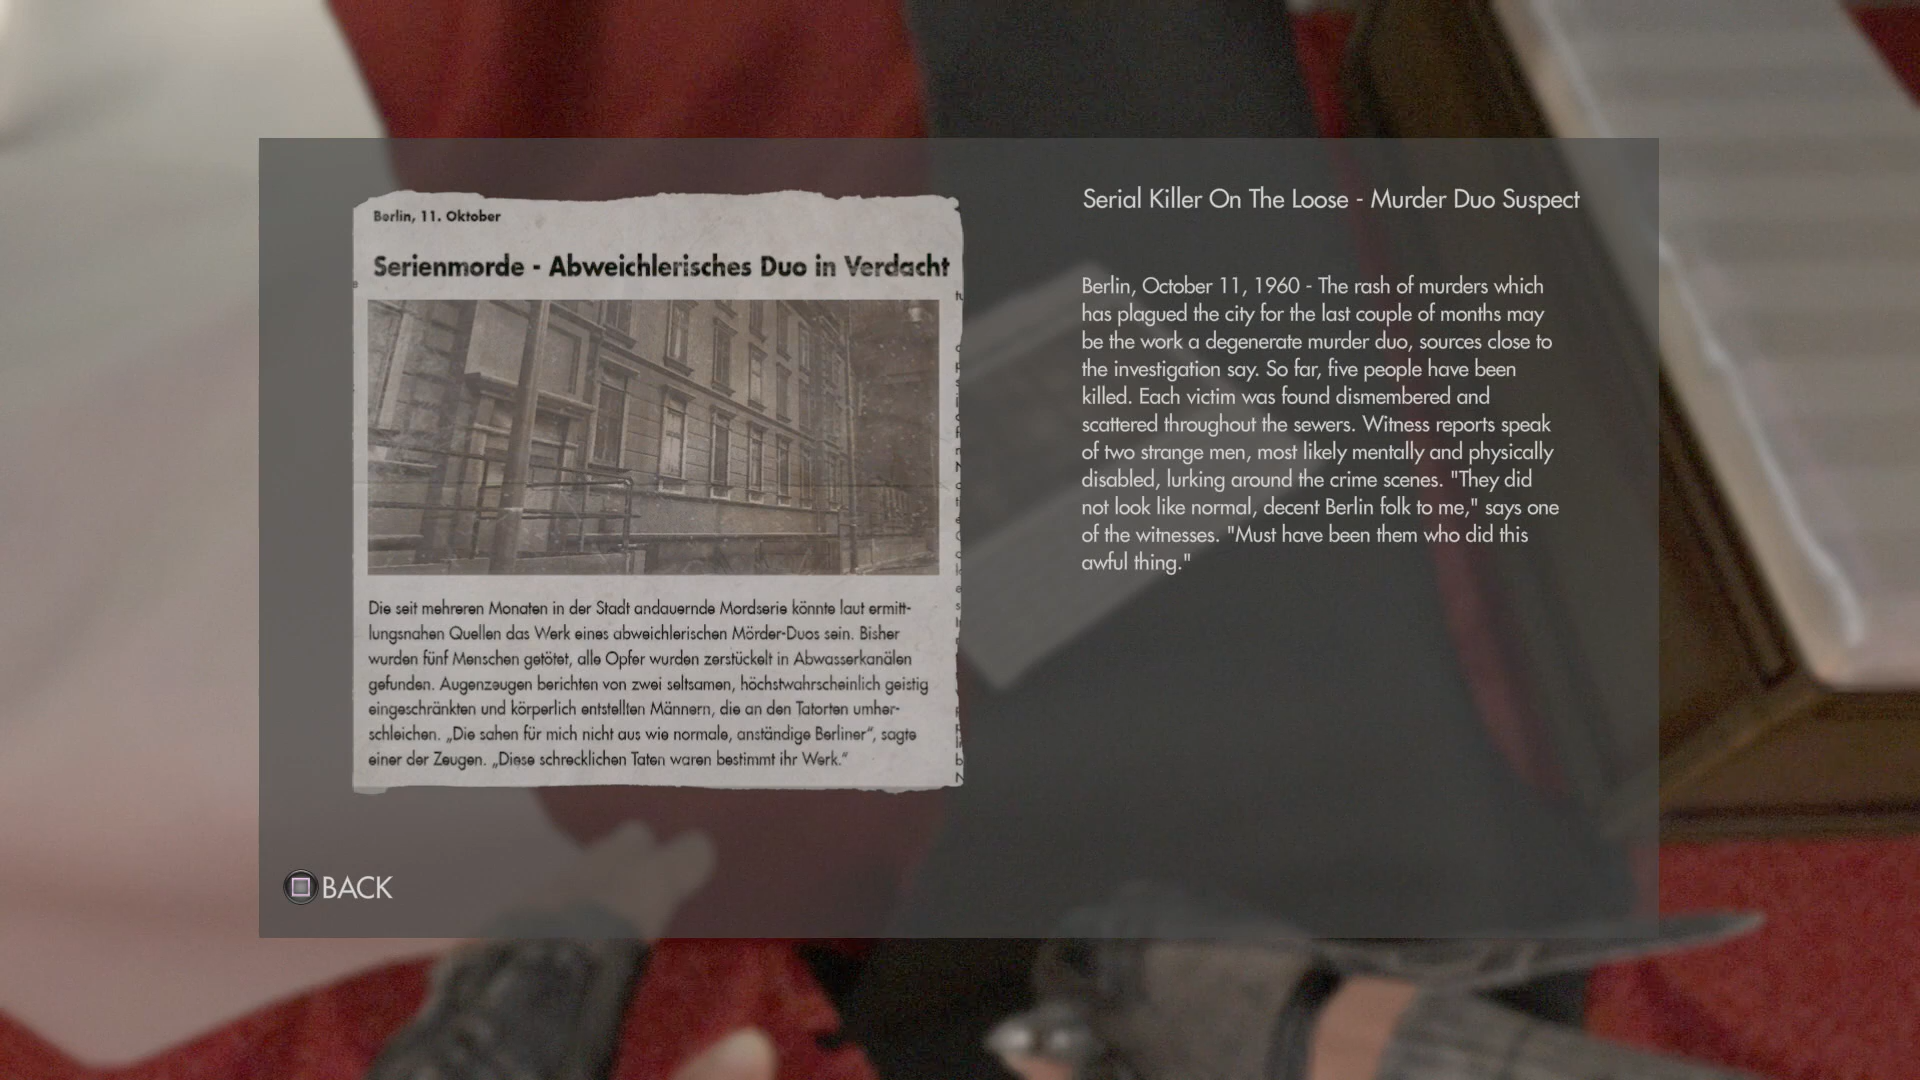 Berlin, 11. Oktober
Serienmorde - Abweichlerisches Duo in Verdacht
Die seit mehreren Monaten in der Stadt andauernde Mordserie könnte laut ermitt-
lungsnahen Quellen das Werk eines abweichlerischen Mörder-Duos sein. Bisher
wurden fünf Menschen getötet, alle Opfer wurden zerstückelt in Abwasserkanälen
gefunden. Augenzeugen berichten von zwei seltsamen, höchstwahrscheinlich geistig
eingeschränkten und körperlich entstellten Männern, die an den Tatorten umher-
schleichen. „Die sahen für mich nicht aus wie normale, anständige Berliner“, sagte
einer der Zeugen. „Diese schrecklichen Taten waren bestimmt ihr Werk.“
Serial Killer On The Loose - Murder Duo Suspect
Berlin, October 11, 1960 - The rash of murders which
has plagued the city for the last couple of months may
be the work a degenerate murder duo, sources close to
the investigation say. So far, five people have been
killed. Each victim was found dismembered and
scattered throughout the sewers. Witness reports speak
of two strange men, most likely mentally and physically
disabled, lurking around the crime scenes. "They did
not look like normal, decent Berlin folk to me," says one
of the witnesses. "Must have been them who did this
awful thing."
BACK